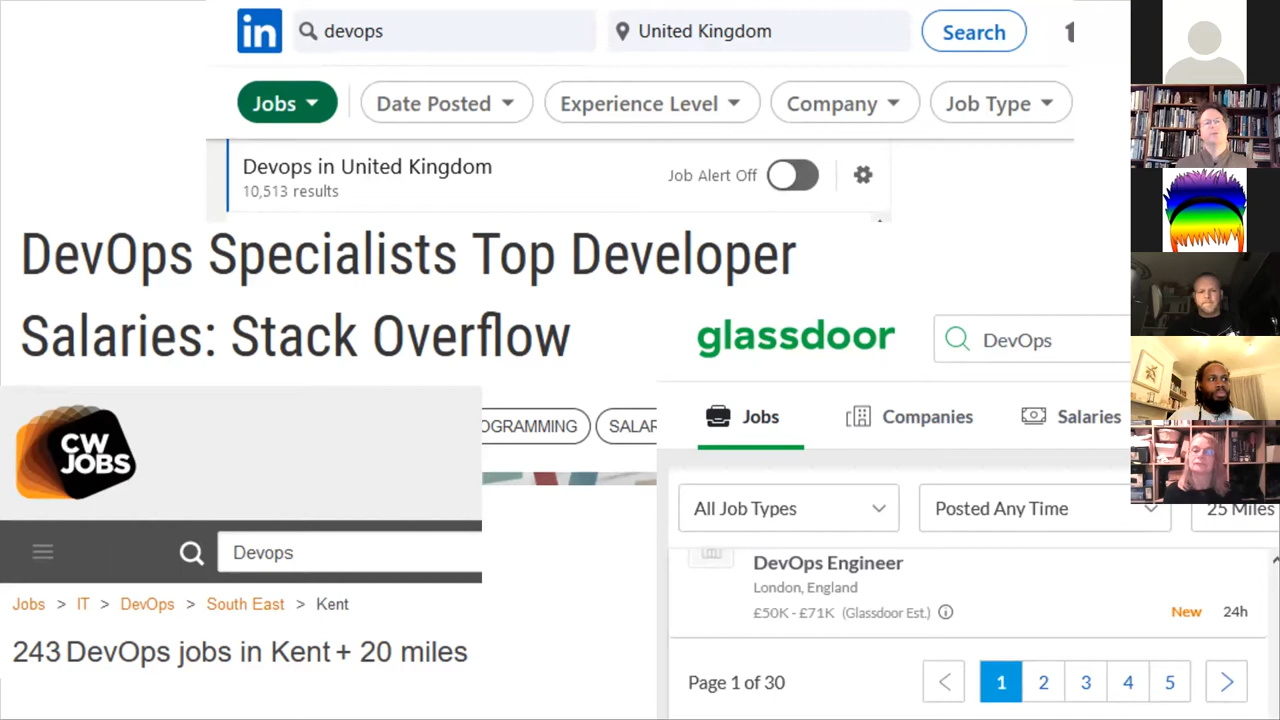 in
devops
United Kingdom
Search
Jobs
Date Posted
Experience Level
Company
Job Type
Devops in United Kingdom
10,513 results
Job Alert Off
DevOps Specialists Top Developer
Salaries: Stack Overflow
glassdoor
DevOps
Jobs
Companies
Salaries
CW
JOBS
OGRAMMING
SALAR
All Job Types
Posted Any Time
25 Miles
Devops
DevOps Engineer
London, England
£50K - £71K (Glassdoor Est.)
New
24h
Jobs > IT > DevOps > South East > Kent
243 DevOps jobs in Kent + 20 miles
Page 1 of 30
1
2
3
4
5